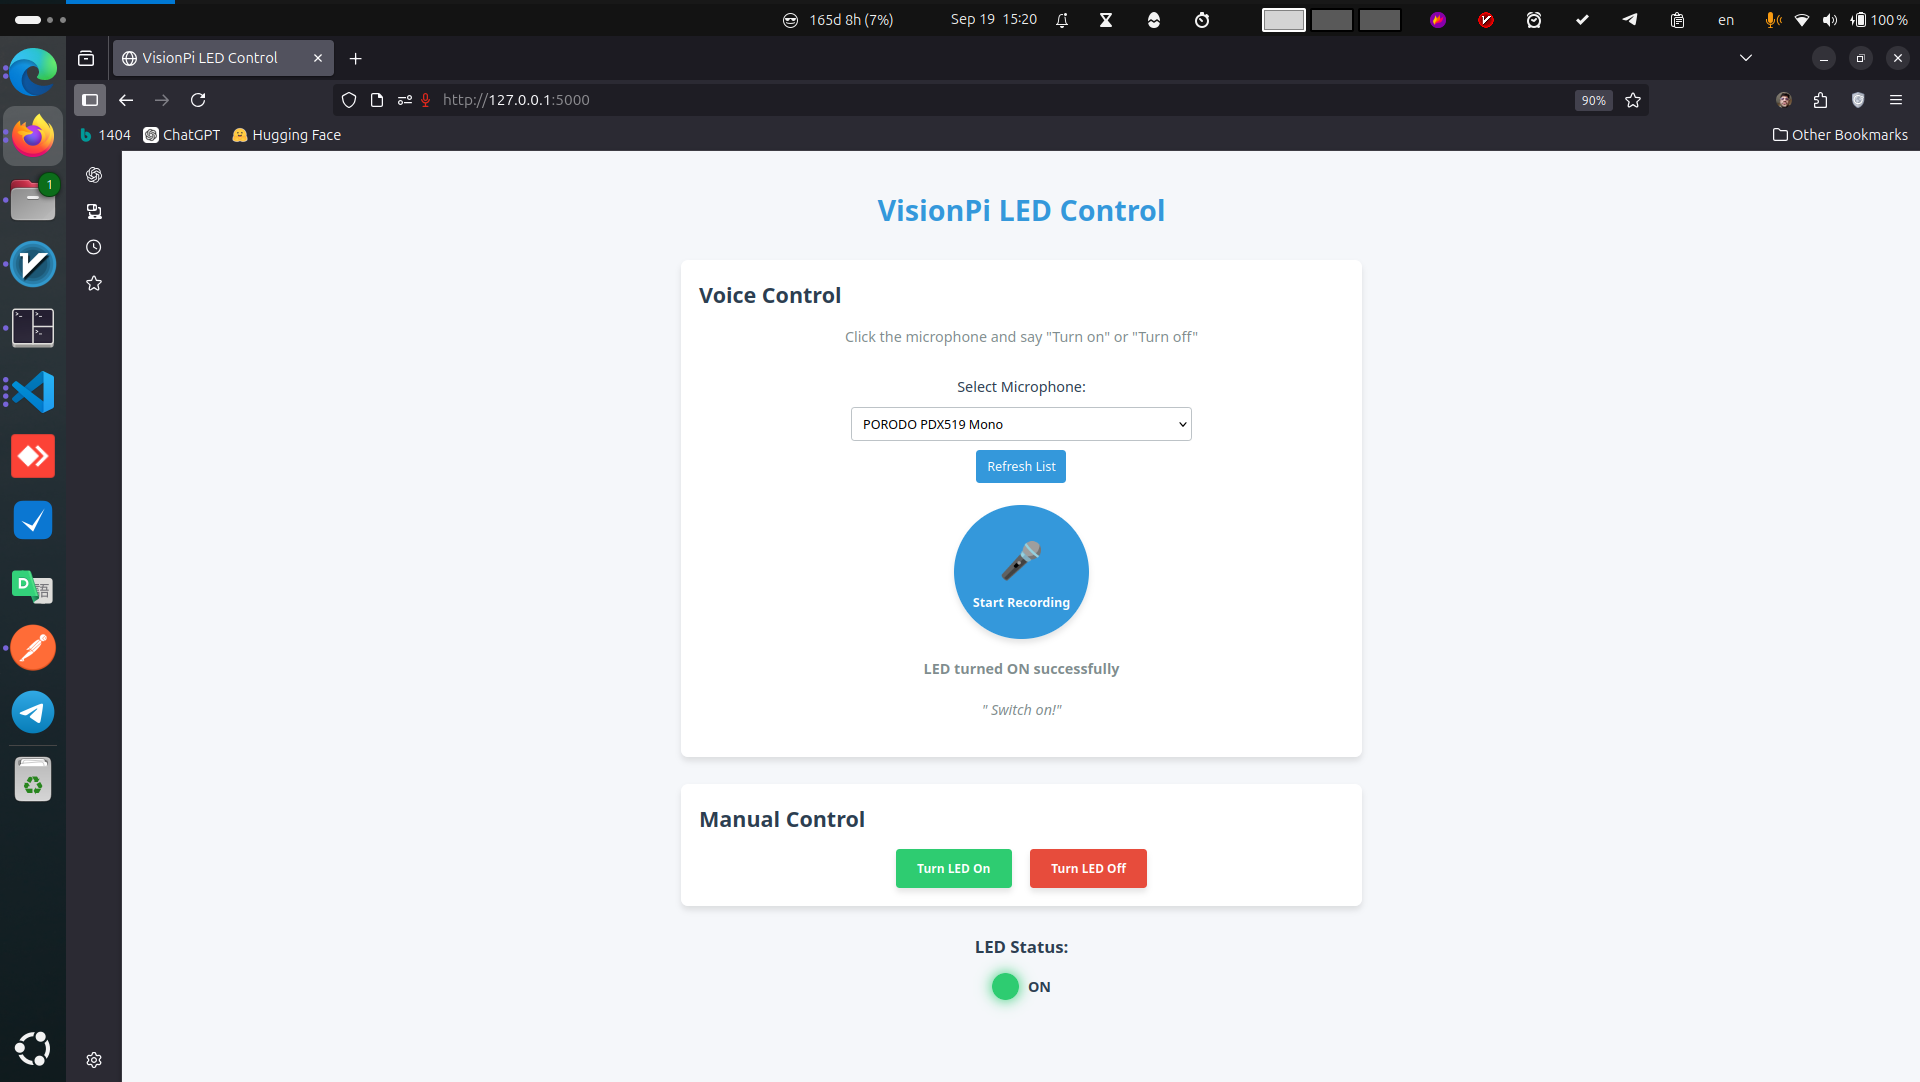 165d 8h (7%)
Sep 19 15:20
en
100 %
VisionPi LED Control
http://127.0.0.1:5000
90%
1404
ChatGPT
Hugging Face
Other Bookmarks
1
VisionPi LED Control
Voice Control
Click the microphone and say "Turn on" or "Turn off"
Select Microphone:
PORODO PDX519 Mono
Refresh List
Start Recording
LED turned ON successfully
" Switch on!"
Manual Control
Turn LED On
Turn LED Off
LED Status:
ON